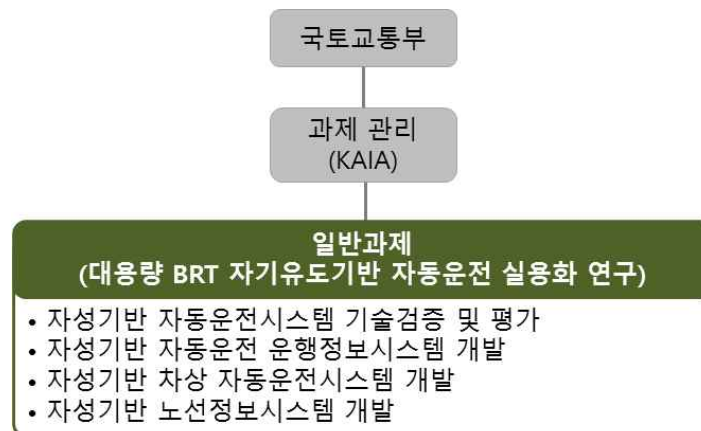 국토교통부
과제 관리
(KAIA)
일반과제
(대용량 BRT 자기유도기반 자동운전 실용화 연구)
• 자성기반 자동운전시스템 기술검증 및 평가
• 자성기반 자동운전 운행정보시스템 개발
• 자성기반 차상 자동운전시스템 개발
• 자성기반 노선정보시스템 개발